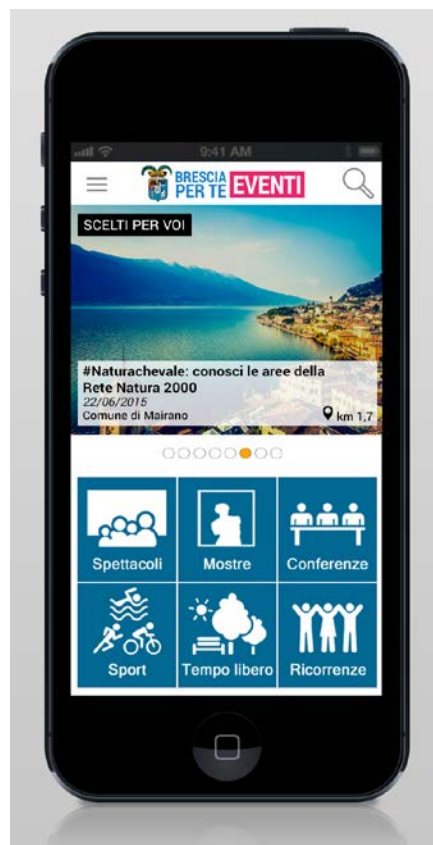 9:41 AM
BRESCIA
PER TE EVENTI
SCELTI PER VOI
#Naturachevale: conosci le aree della
Rete Natura 2000
22/06/2015
Comune di Mairano
km 1,7
Spettacoli
Mostre
Conferenze
Sport
Tempo libero
Ricorrenze